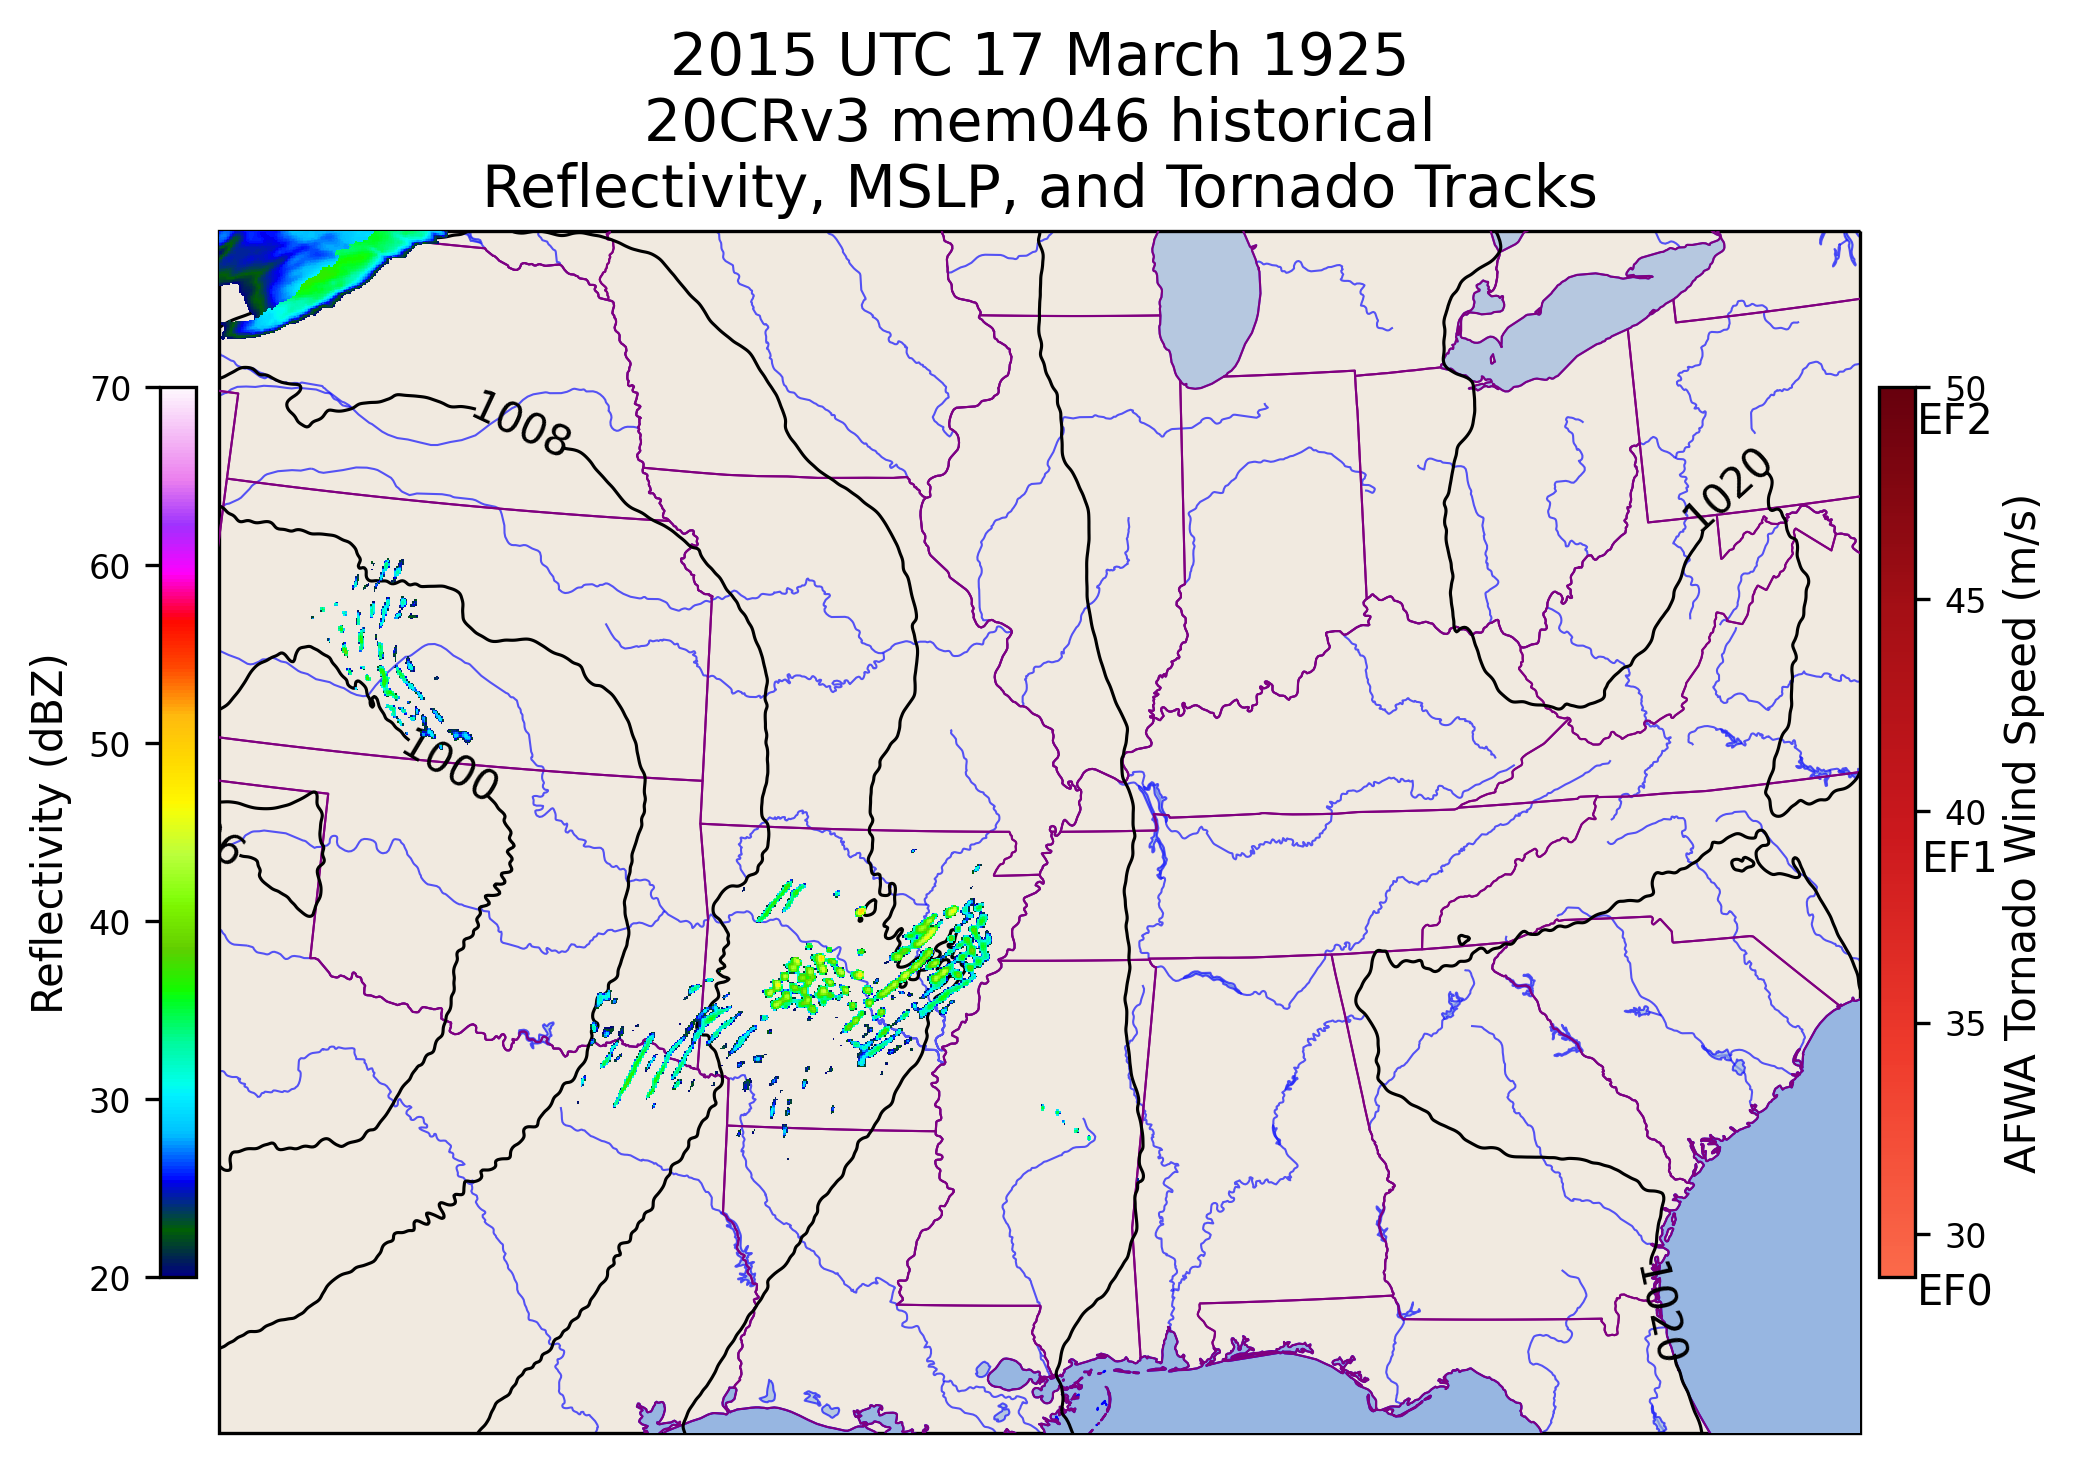 2015 UTC 17 March 1925
20CRv3 mem046 historical
Reflectivity, MSLP, and Tornado Tracks
70
60
50
40
30
20
Reflectivity (dBZ)
1008
1000
6
1020
1020
50
EF2
45
40
EF1
35
30
EF0
AFWA Tornado Wind Speed (m/s)